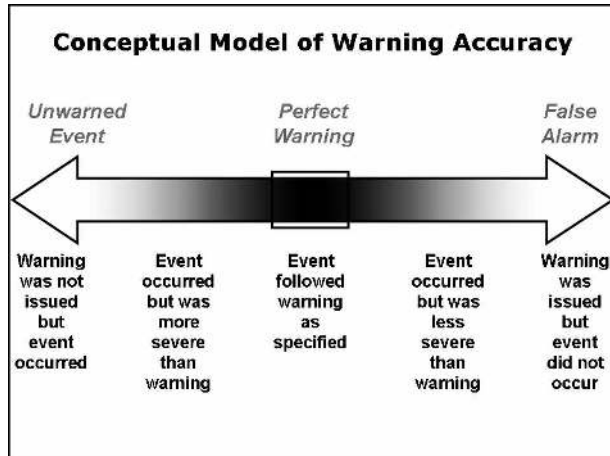 Conceptual Model of Warning Accuracy
Unwarned
Event
Perfect
Warning
False
Alarm
Warning
was not
issued
but
event
occurred
Event
occurred
but was
more
severe
than
warning
Event
followed
warning
as
specified
Event
occurred
but was
less
severe
than
warning
Warning
was
issued
but
event
did not
occur